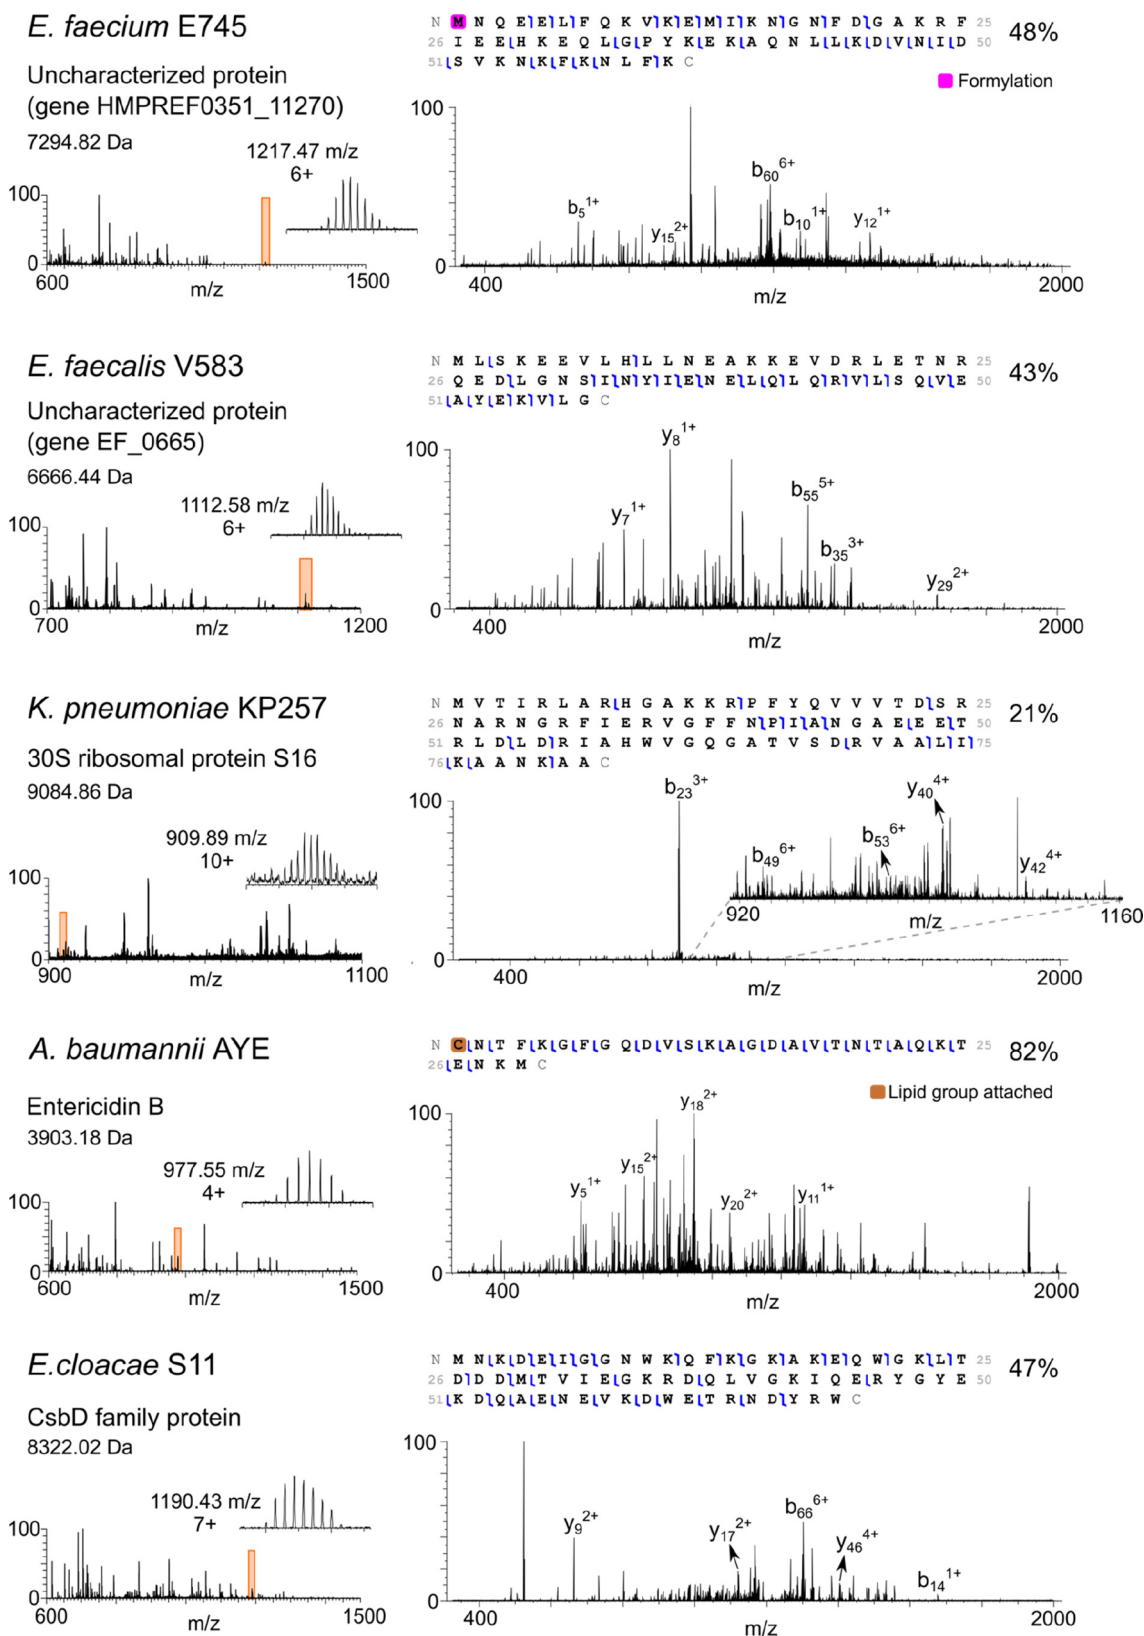 E. faecium E745
Uncharacterized protein
(gene HMPREF0351_11270)
7294.82 Da
1217.47 m/z
6+
100
0
600
m/z
1500
N M N Q E E L F Q K V K E M I K N G N F D G A K R F 25
26 I E E H K E Q L G P Y K E K A Q N L L K D V N I D 50
51 S V K N K F K N L F K C
48%
Formylation
100
0
b5 1+
y15 2+
b60 6+
b10 1+
y12 1+
400
m/z
2000
E. faecalis V583
Uncharacterized protein
(gene EF_0665)
6666.44 Da
1112.58 m/z
6+
100
0
700
m/z
1200
N M L S K E E V L H L L N E A K K E V D R L E T N R 25
26 Q E D L G N S I N Y I E N E L Q L Q R V L S Q V E 50
51 A Y E K V L G C
43%
100
0
y7 1+
y8 1+
b55 5+
b35 3+
y29 2+
400
m/z
2000
K. pneumoniae KP257
30S ribosomal protein S16
9084.86 Da
909.89 m/z
10+
100
0
900
m/z
1100
N M V T I R L A R H G A K K R P F Y Q V V V T D S R 25
26 N A R N G R F I E R V G F F N P I A N G A E E E T 50
51 R L D L D R I A H W V G Q G A T V S D R V A A L I 75
76 K A A N K A A C
21%
100
0
b23 3+
b49 6+
b53 6+
y40 4+
y42 4+
920
m/z
1160
400
m/z
2000
A. baumannii AYE
Entericidin B
3903.18 Da
977.55 m/z
4+
100
0
600
m/z
1500
N C N T F K G F G Q D V S K A G D A V T N T A Q K T 25
26 E N K M C
82%
Lipid group attached
100
0
y5 1+
y15 2+
y18 2+
y20 2+
y11 1+
400
m/z
2000
E.cloacae S11
CsbD family protein
8322.02 Da
1190.43 m/z
7+
100
0
600
m/z
1500
N M N K D E I G G N W K Q F K G K A K E Q W G K L T 25
26 D D D M T V I E G K R D Q L V G K I Q E R Y G Y E 50
51 K D Q A E N E V K D W E T R N D Y R W C
47%
100
0
y9 2+
y17 2+
b66 6+
y46 4+
b14 1+
400
m/z
2000